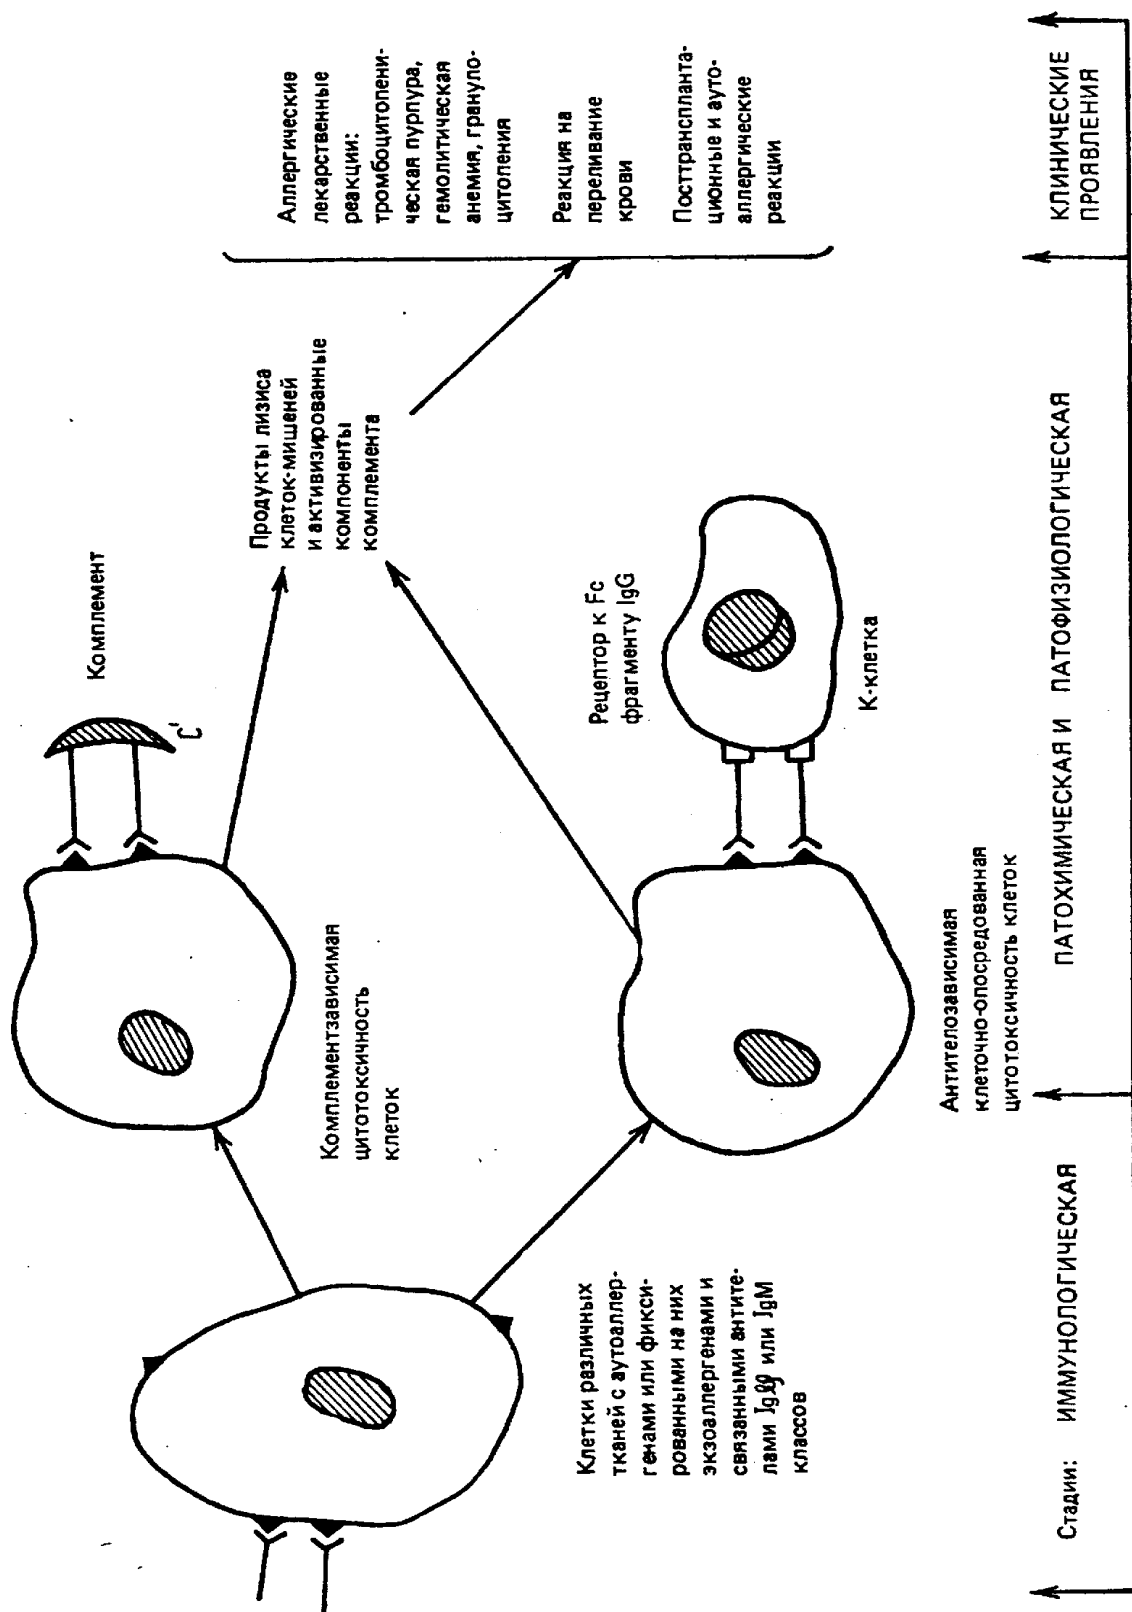 Комплемент
C'
Комплементзависимая
цитотоксичность
клеток
Продукты лизиса
клеток-мишеней
и активизированные
компоненты
комплемента
Аллергические
лекарственные
реакции:
тромбоцитопени-
ческая пурпура,
гемолитическая
анемия, грануло-
цитопения
Реакция на
переливание
крови
Посттрансплата-
ционные и ауто-
аллергические
реакции
Клетки различных
тканей с аутоаллер-
генами или фикси-
рованными на них
экзоаллергенами и
связанными антите-
лами или JgM
классов
Рецептор к Fc
фрагменту IgG
К-клетка
Антителозависимая
клеточно-опосредованная
цитотоксичность клеток
Стадии: ИММУНОЛОГИЧЕСКАЯ ПАТОХИМИЧЕСКАЯ И ПАТОФИЗИОЛОГИЧЕСКАЯ КЛИНИЧЕСКИЕ
ПРОЯВЛЕНИЯ